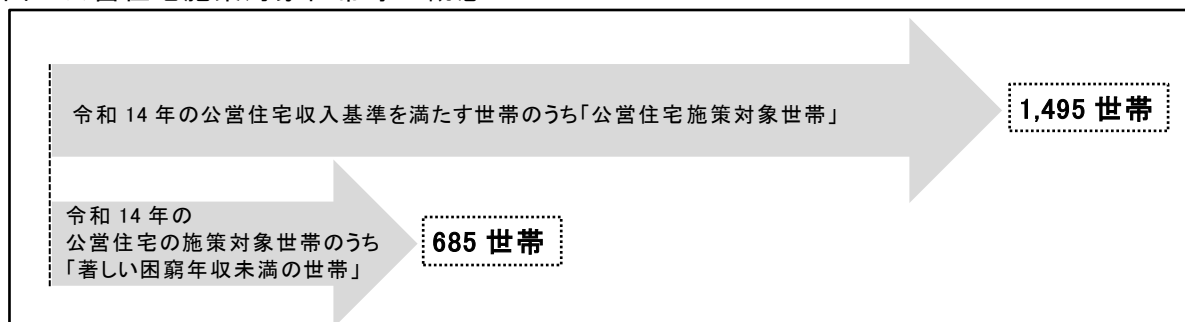 令和 14 年の公営住宅収入基準を満たす世帯のうち「公営住宅施策対象世帯」
1,495 世帯
令和 14 年の
公営住宅の施策対象世帯のうち
「著しい困窮年収未満の世帯」
685 世帯